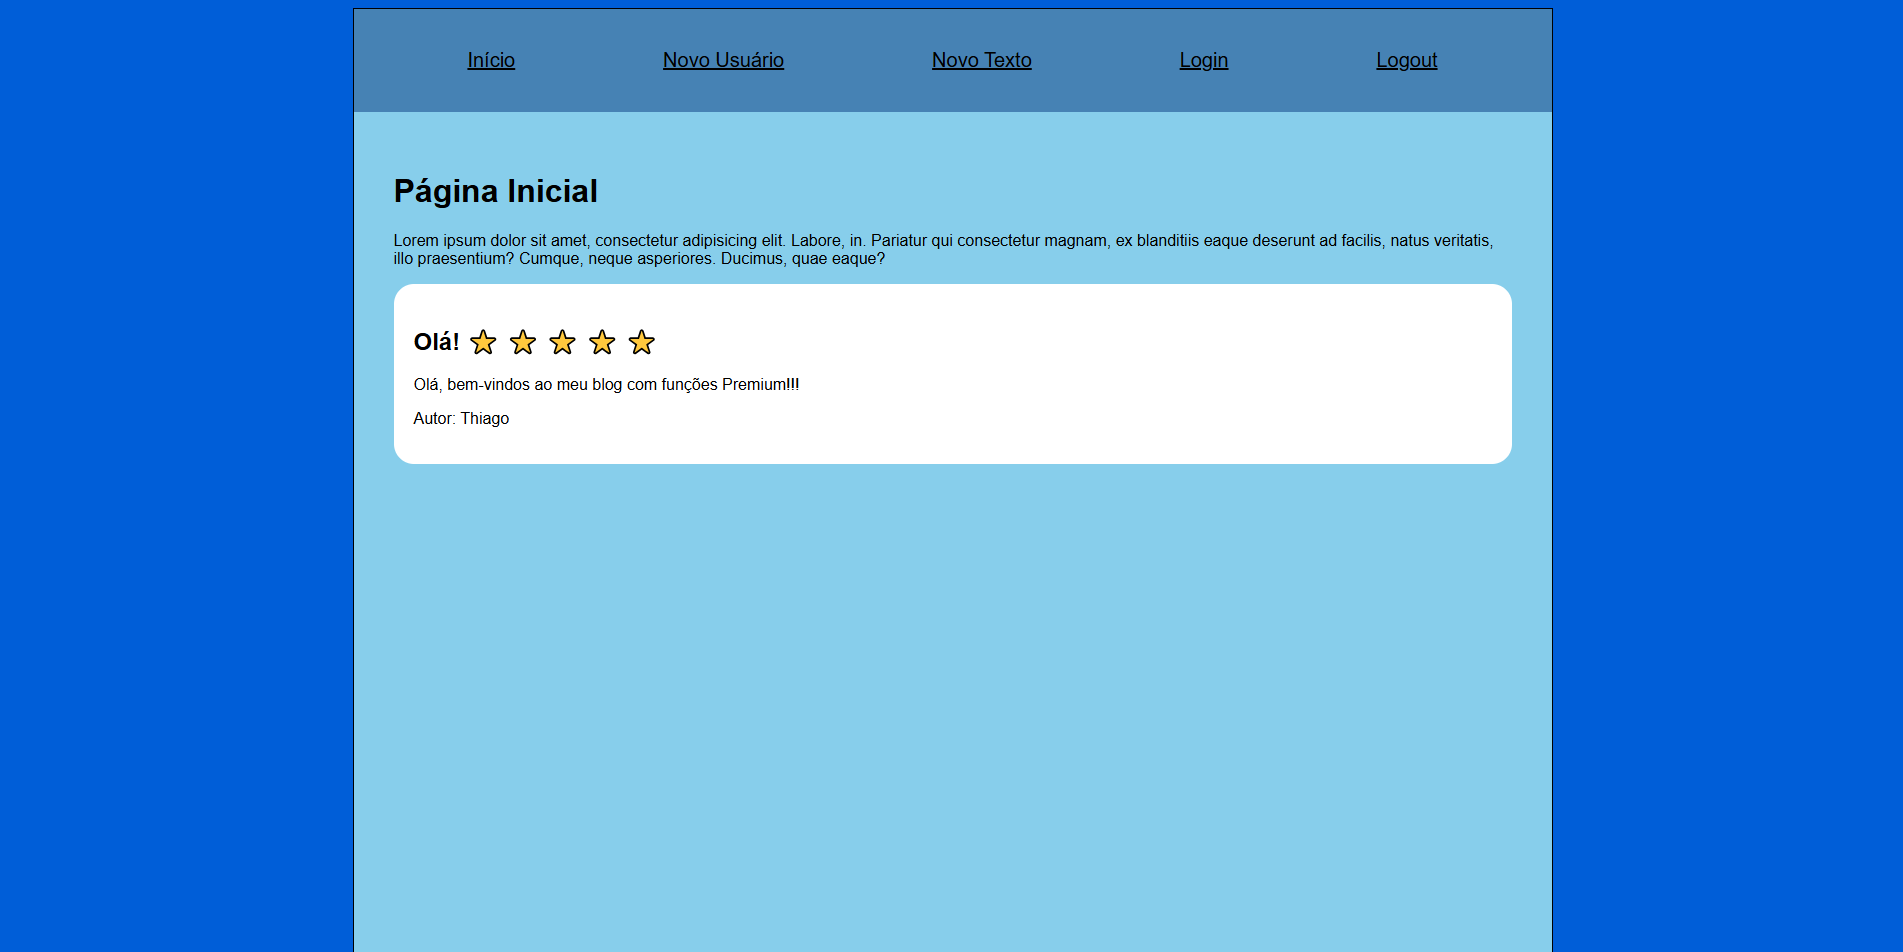 Início Novo Usuário Novo Texto Login Logout
Página Inicial
Lorem ipsum dolor sit amet, consectetur adipisicing elit. Labore, in. Pariatur qui consectetur magnam, ex blanditiis eaque deserunt ad facilis, natus veritatis,
illo praesentium? Cumque, neque asperiores. Ducimus, quae eaque?
Olá!
Olá, bem-vindos ao meu blog com funções Premium!!!
Autor: Thiago